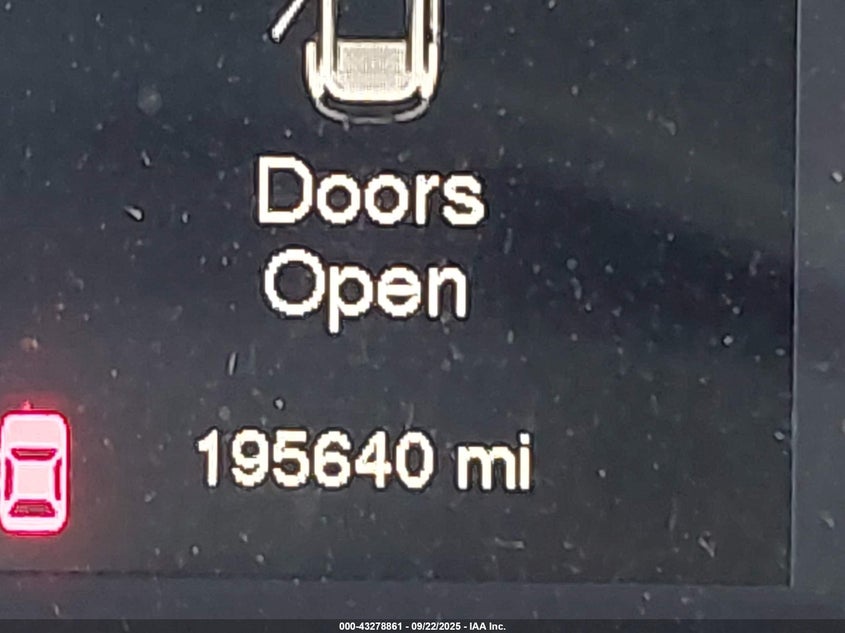 Doors
Open
195640 mi
000-43278861 - 09/22/2025 - IAA Inc.